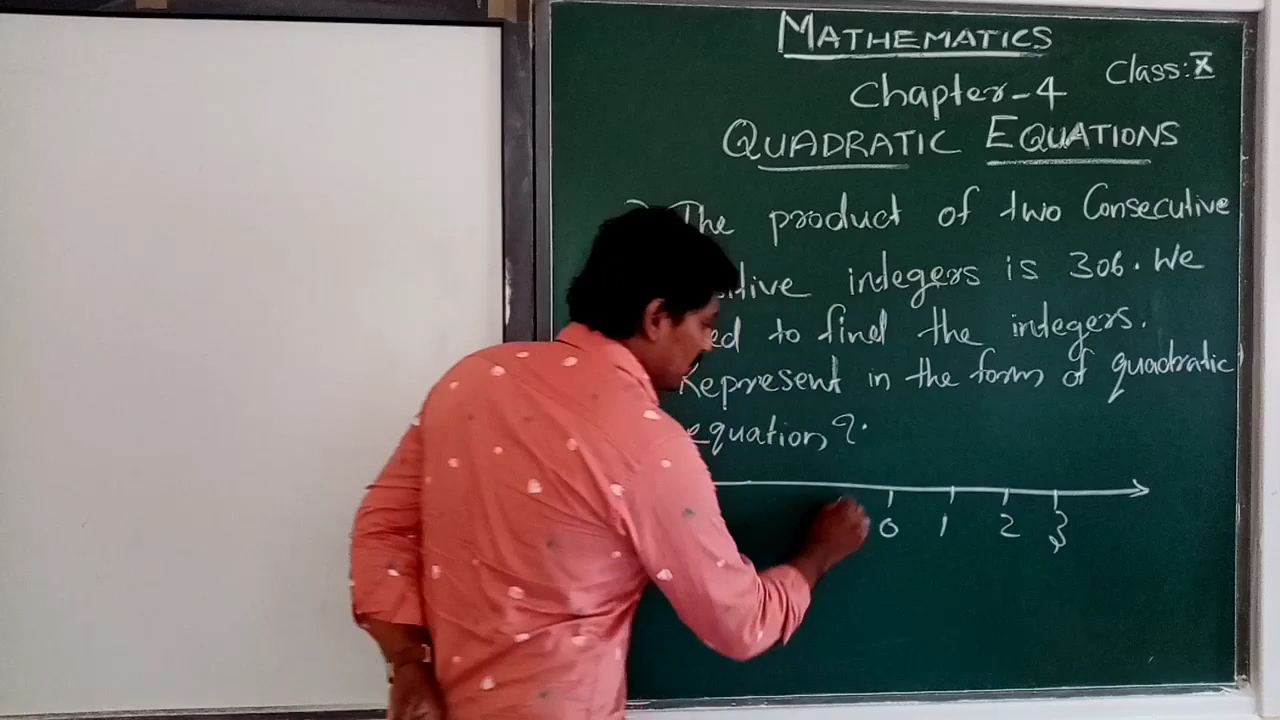 MATHEMATICS
Class: X
Chapter-4
QUADRATIC EQUATIONS
The product of two Consecutive
integers is 306. We
to find the integers.
Represent in the form of quadratic
equation ?
0 1 2 3